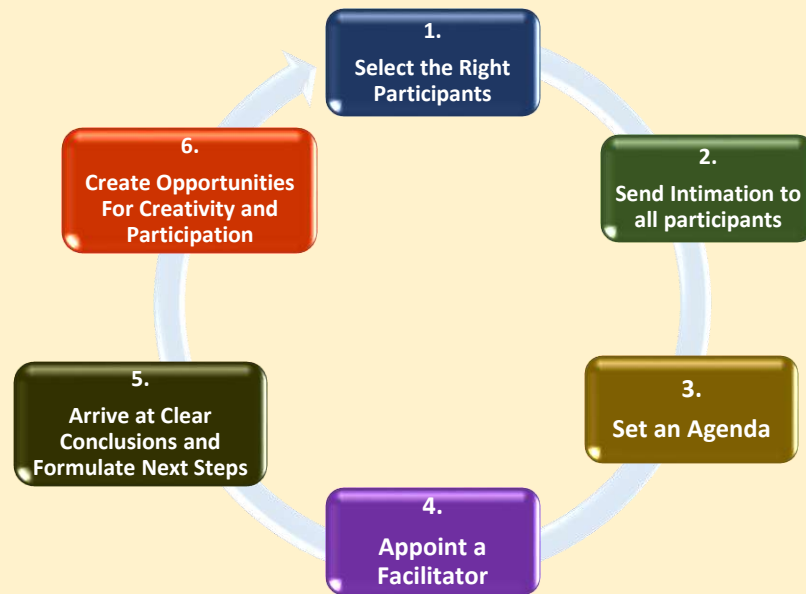 1.
Select the Right
Participants
2.
Send Intimation to
all participants
3.
Set an Agenda
4.
Appoint a
Facilitator
5.
Arrive at Clear
Conclusions and
Formulate Next Steps
6.
Create Opportunities
For Creativity and
Participation